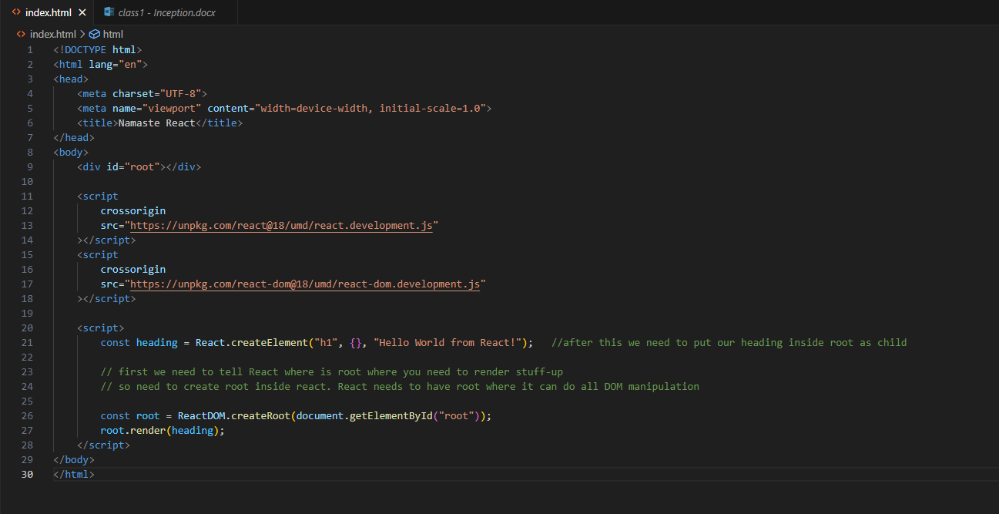 index.html
class1 - Inception.docx
index.html > html
1 <!DOCTYPE html>
2 <html lang="en">
3 <head>
4     <meta charset="UTF-8">
5     <meta name="viewport" content="width=device-width, initial-scale=1.0">
6     <title>Namaste React</title>
7 </head>
8 <body>
9     <div id="root"></div>
10
11     <script
12         crossorigin
13         src="https://unpkg.com/react@18/umd/react.development.js"
14     ></script>
15     <script
16         crossorigin
17         src="https://unpkg.com/react-dom@18/umd/react-dom.development.js"
18     ></script>
19
20     <script>
21         const heading = React.createElement("h1", {}, "Hello World from React!");   //after this we need to put our heading inside root as child
22
23         // first we need to tell React where is root where you need to render stuff-up
24         // so need to create root inside react. React needs to have root where it can do all DOM manipulation
25
26         const root = ReactDOM.createRoot(document.getElementById("root"));
27         root.render(heading);
28     </script>
29 </body>
30 </html>